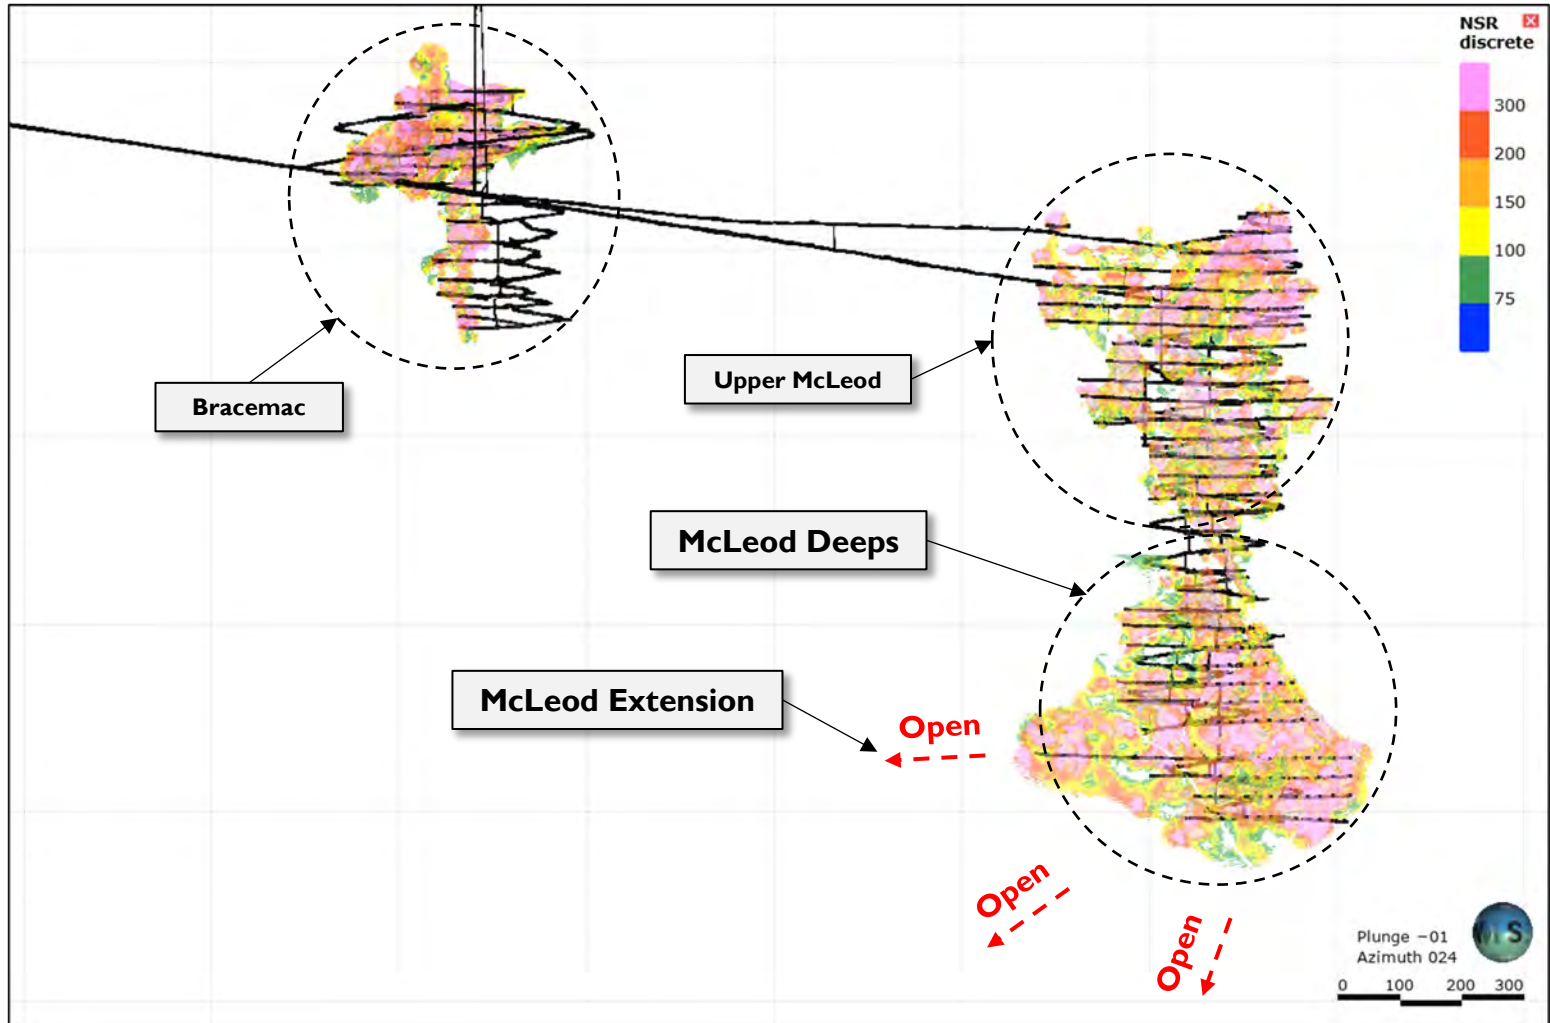 NSR
discrete
300
200
150
100
75
Bracemac
Upper McLeod
McLeod Deeps
McLeod Extension
Open
Open
Open
Plunge −01
Azimuth 024
0 100 200 300